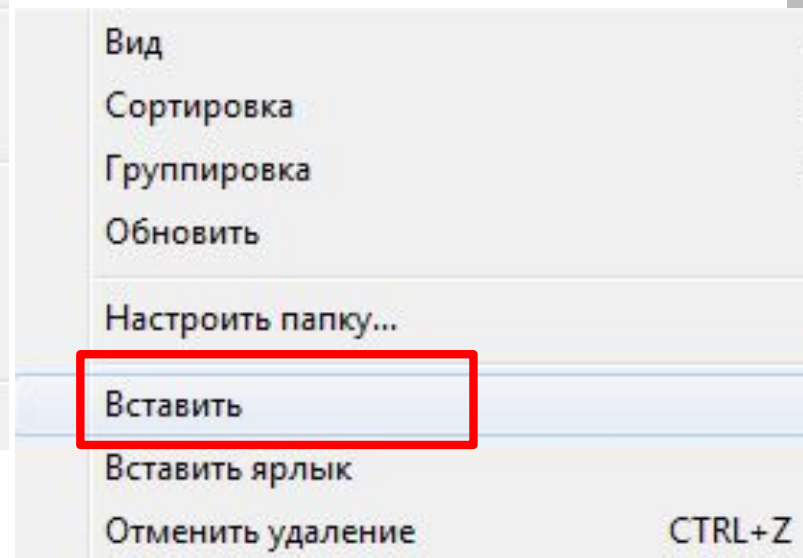 Вид
Сортировка
Группировка
Обновить
Настроить папку...
Вставить
Вставить ярлык
Отменить удаление CTRL+Z